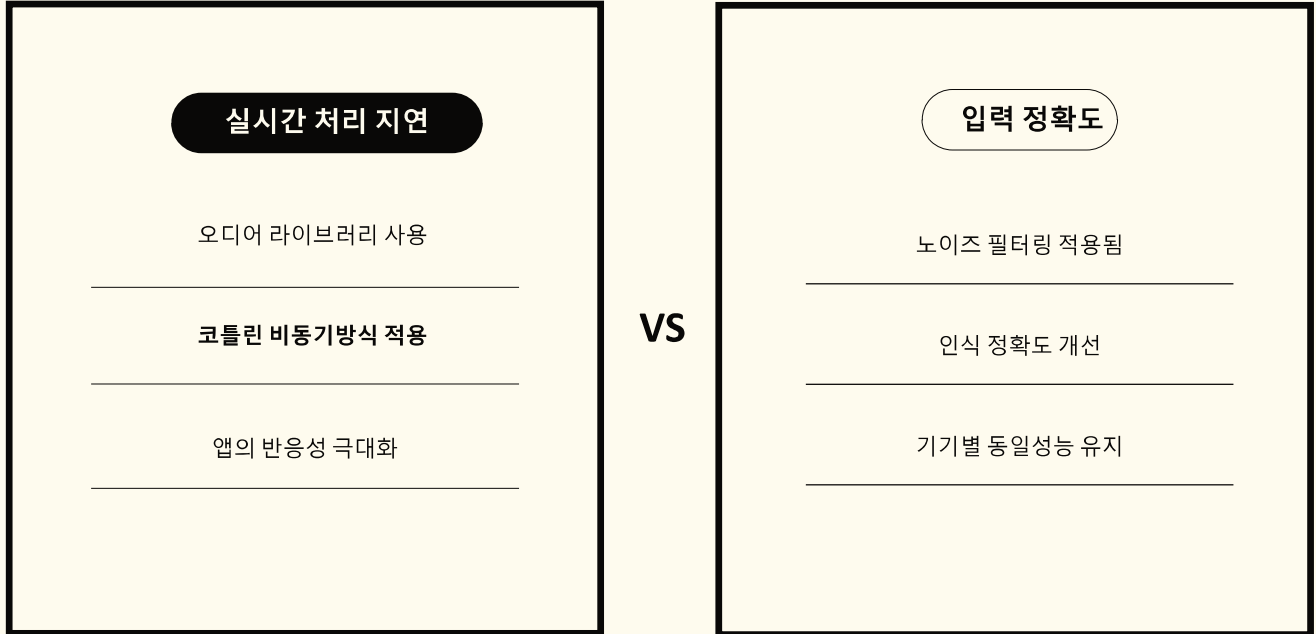 실시간 처리 지연
오디어 라이브러리 사용
코틀린 비동기방식 적용
앱의 반응성 극대화
VS
입력 정확도
노이즈 필터링 적용됨
인식 정확도 개선
기기별 동일성능 유지